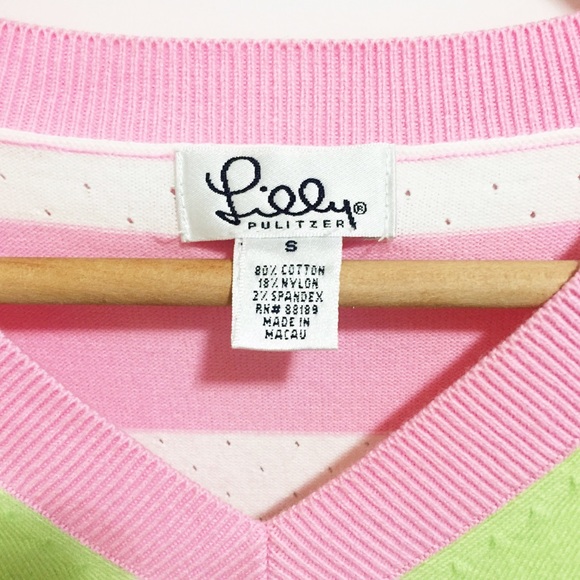 Lilly®
PULITZER
S
80% COTTON
18% NYLON
2% SPANDEX
RN# 88189
MADE IN
MACAU